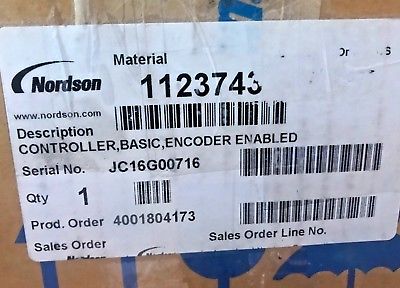 Nordson
Material
1123743
www.nordson.com
Description
CONTROLLER,BASIC,ENCODER ENABLED
Serial No. JC16G00716
Qty 1
Prod. Order 4001804173
Sales Order
Sales Order Line No.